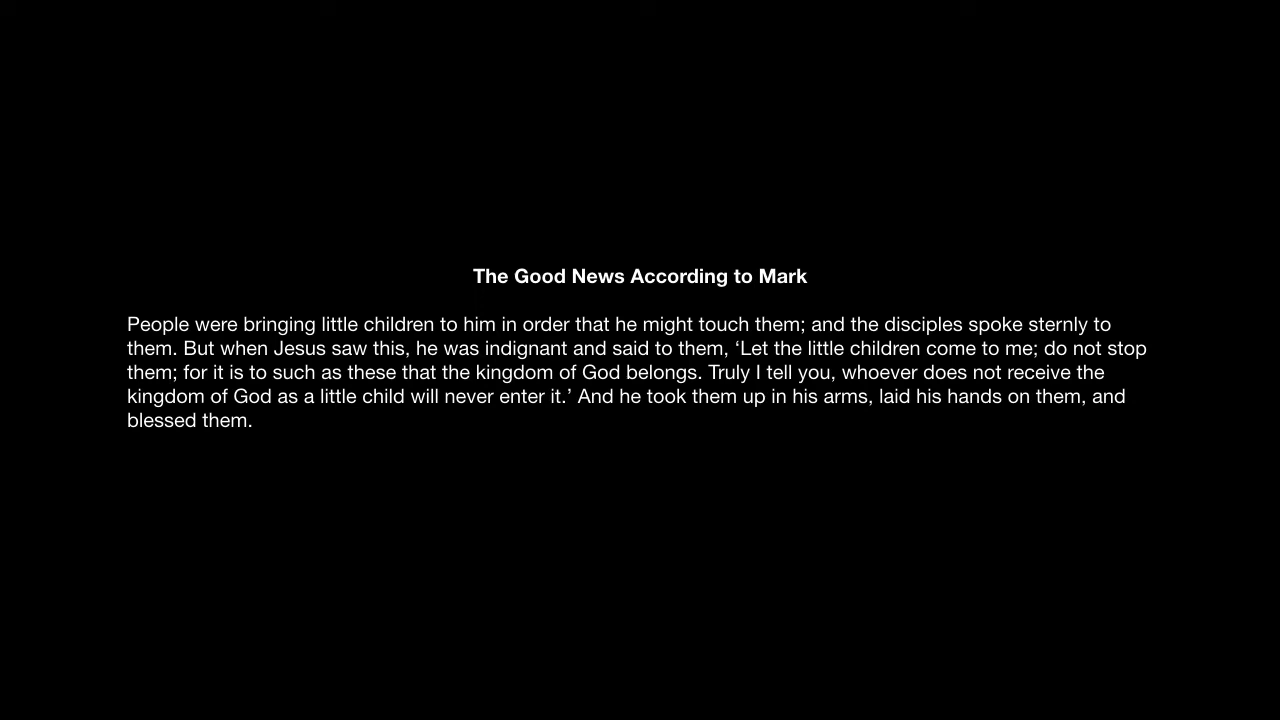 The Good News According to Mark
People were bringing little children to him in order that he might touch them; and the disciples spoke sternly to
them. But when Jesus saw this, he was indignant and said to them, ‘Let the little children come to me; do not stop
them; for it is to such as these that the kingdom of God belongs. Truly I tell you, whoever does not receive the
kingdom of God as a little child will never enter it.’ And he took them up in his arms, laid his hands on them, and
blessed them.